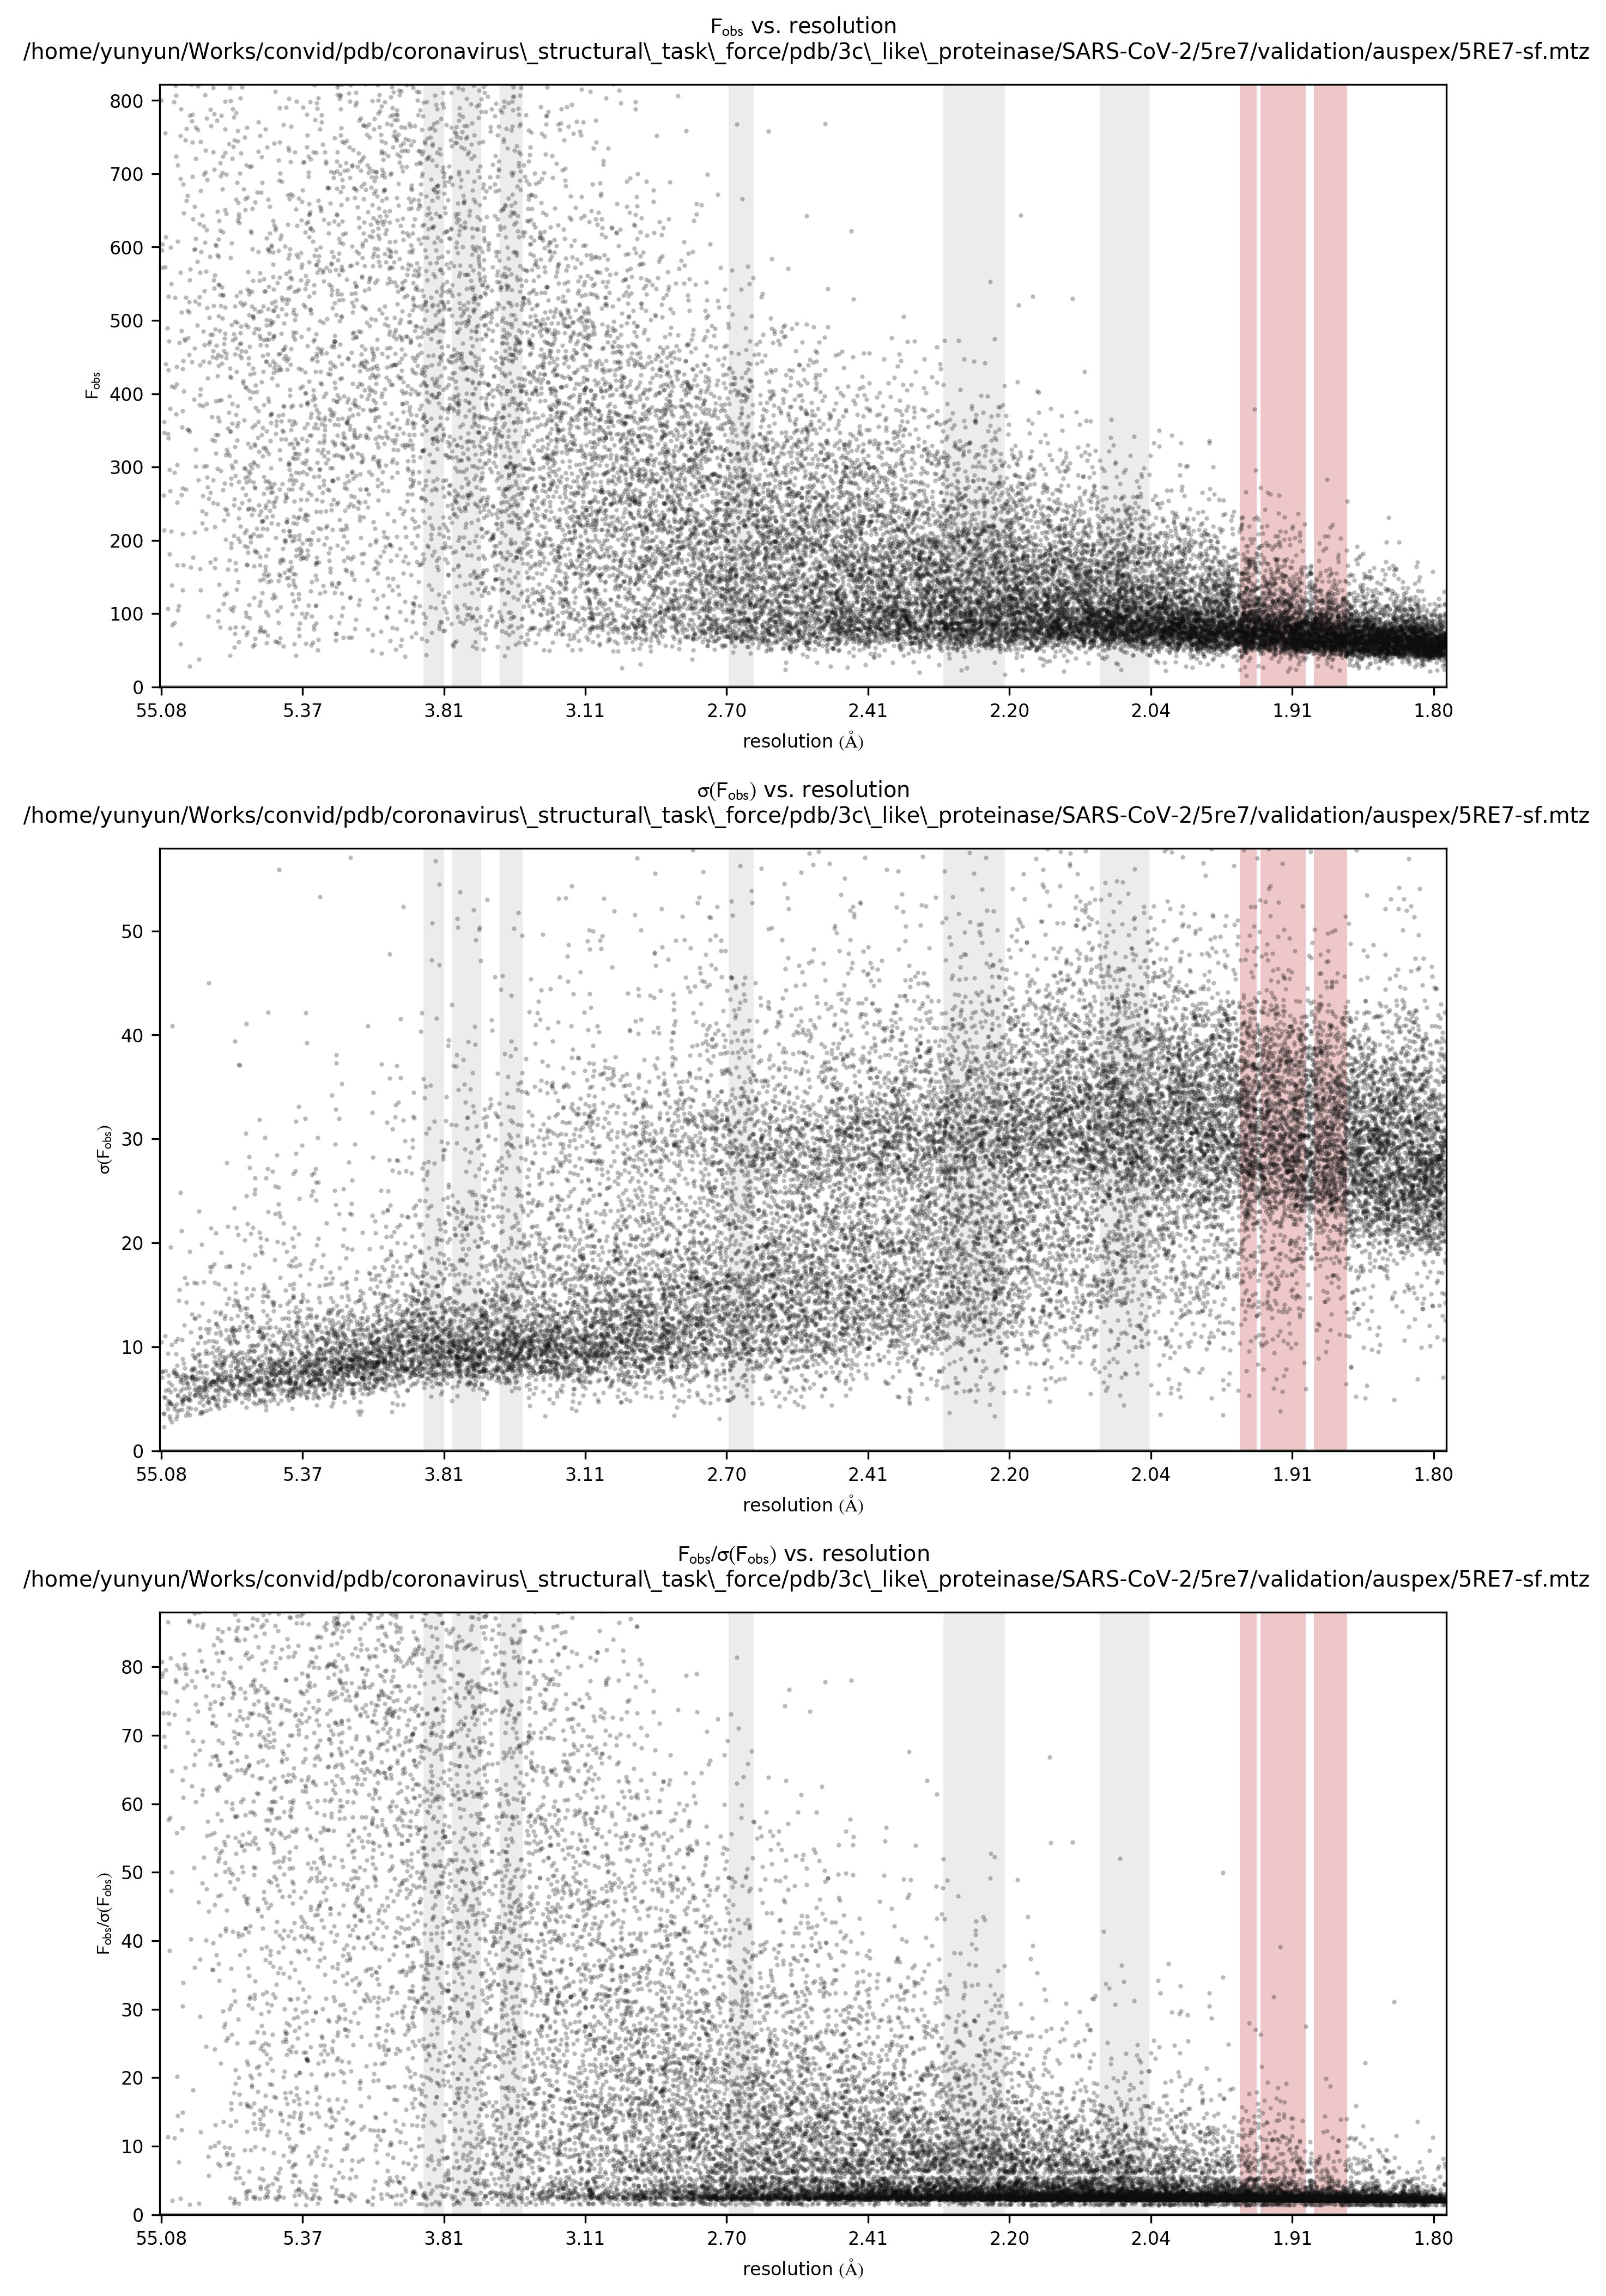 Fobs vs. resolution
/home/yunyun/Works/convid/pdb/coronavirus\_structural\_task\_force/pdb/3c\_like\_proteinase/SARS-CoV-2/5re7/validation/auspex/5RE7-sf.mtz
800
700
600
500
400
300
200
100
0
Fobs
55.08 5.37 3.81 3.11 2.70 2.41 2.20 2.04 1.91 1.80
resolution (Å)
σ(Fobs) vs. resolution
/home/yunyun/Works/convid/pdb/coronavirus\_structural\_task\_force/pdb/3c\_like\_proteinase/SARS-CoV-2/5re7/validation/auspex/5RE7-sf.mtz
50
40
30
20
10
0
σ(Fobs)
55.08 5.37 3.81 3.11 2.70 2.41 2.20 2.04 1.91 1.80
resolution (Å)
Fobs/σ(Fobs) vs. resolution
/home/yunyun/Works/convid/pdb/coronavirus\_structural\_task\_force/pdb/3c\_like\_proteinase/SARS-CoV-2/5re7/validation/auspex/5RE7-sf.mtz
80
70
60
50
40
30
20
10
0
Fobs/σ(Fobs)
55.08 5.37 3.81 3.11 2.70 2.41 2.20 2.04 1.91 1.80
resolution (Å)